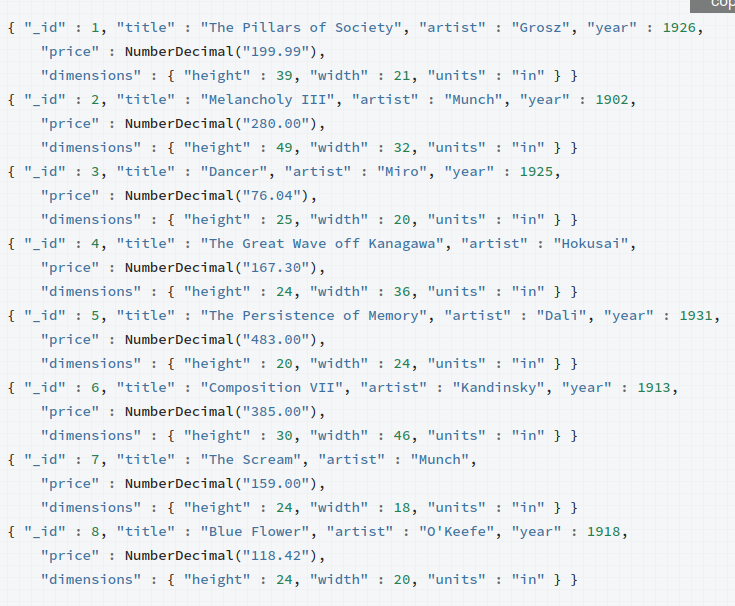 cop
{ "_id" : 1, "title" : "The Pillars of Society", "artist" : "Grosz", "year" : 1926,
"price" : NumberDecimal("199.99"),
"dimensions" : { "height" : 39, "width" : 21, "units" : "in" } }
{ "_id" : 2, "title" : "Melancholy III", "artist" : "Munch", "year" : 1902,
"price" : NumberDecimal("280.00"),
"dimensions" : { "height" : 49, "width" : 32, "units" : "in" } }
{ "_id" : 3, "title" : "Dancer", "artist" : "Miro", "year" : 1925,
"price" : NumberDecimal("76.04"),
"dimensions" : { "height" : 25, "width" : 20, "units" : "in" } }
{ "_id" : 4, "title" : "The Great Wave off Kanagawa", "artist" : "Hokusai",
"price" : NumberDecimal("167.30"),
"dimensions" : { "height" : 24, "width" : 36, "units" : "in" } }
{ "_id" : 5, "title" : "The Persistence of Memory", "artist" : "Dali", "year" : 1931,
"price" : NumberDecimal("483.00"),
"dimensions" : { "height" : 20, "width" : 24, "units" : "in" } }
{ "_id" : 6, "title" : "Composition VII", "artist" : "Kandinsky", "year" : 1913,
"price" : NumberDecimal("385.00"),
"dimensions" : { "height" : 30, "width" : 46, "units" : "in" } }
{ "_id" : 7, "title" : "The Scream", "artist" : "Munch",
"price" : NumberDecimal("159.00"),
"dimensions" : { "height" : 24, "width" : 18, "units" : "in" } }
{ "_id" : 8, "title" : "Blue Flower", "artist" : "O'Keefe", "year" : 1918,
"price" : NumberDecimal("118.42"),
"dimensions" : { "height" : 24, "width" : 20, "units" : "in" } }